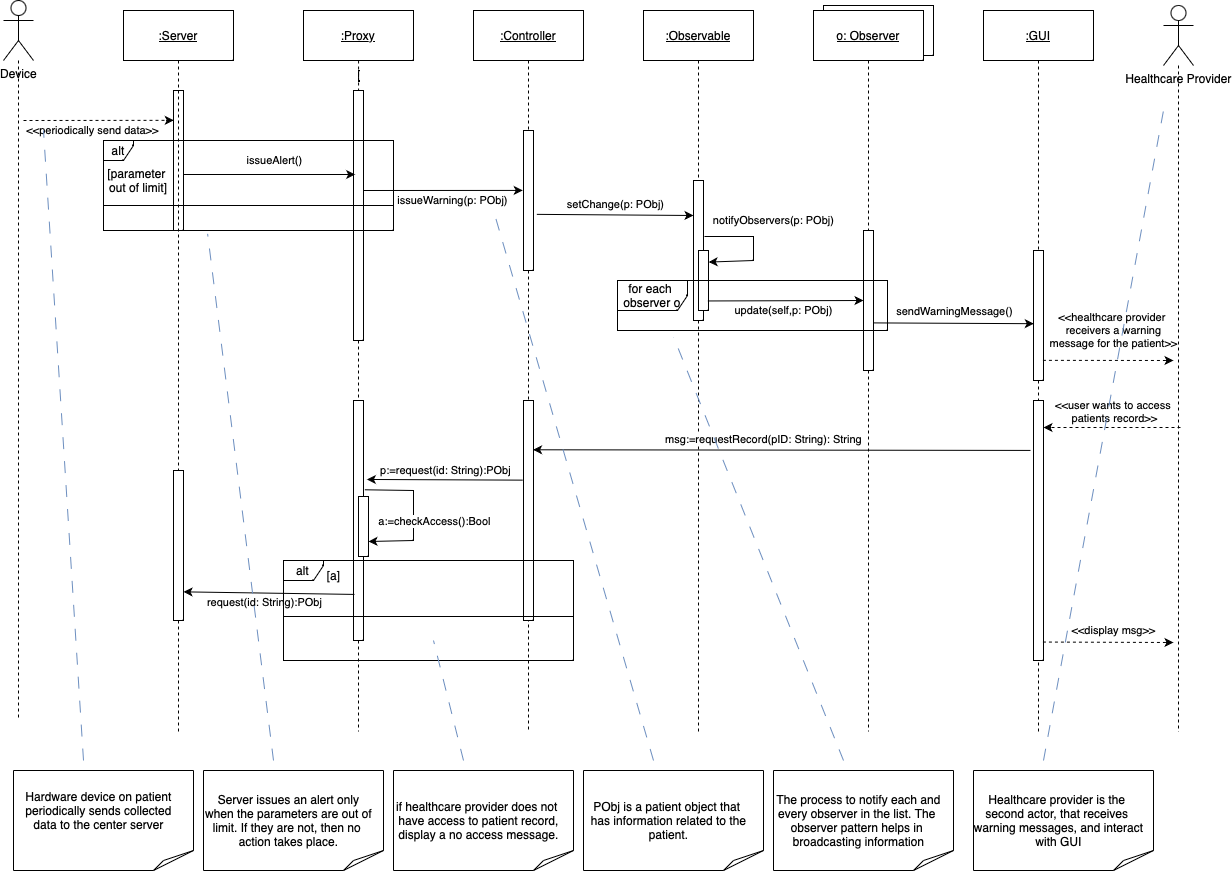 :Server
:Proxy
:Controller
:Observable
o: Observer
:GUI
Device
Healthcare Provider
<<periodically send data>>
alt
[parameter
out of limit]
issueAlert()
issueWarning(p: PObj)
setChange(p: PObj)
notifyObservers(p: PObj)
for each
observer o
update(self,p: PObj)
sendWarningMessage()
<<healthcare provider
receivers a warning
message for the patient>>
<<user wants to access
patients record>>
msg:=requestRecord(pID: String): String
p:=request(id: String):PObj
a:=checkAccess():Bool
alt
[a]
request(id: String):PObj
<<display msg>>
Hardware device on patient
periodically sends collected
data to the center server
Server issues an alert only
when the parameters are out of
limit. If they are not, then no
action takes place.
if healthcare provider does not
have access to patient record,
display a no access message.
PObj is a patient object that
has information related to the
patient.
The process to notify each and
every observer in the list. The
observer pattern helps in
broadcasting information
Healthcare provider is the
second actor, that receives
warning messages, and interact
with GUI